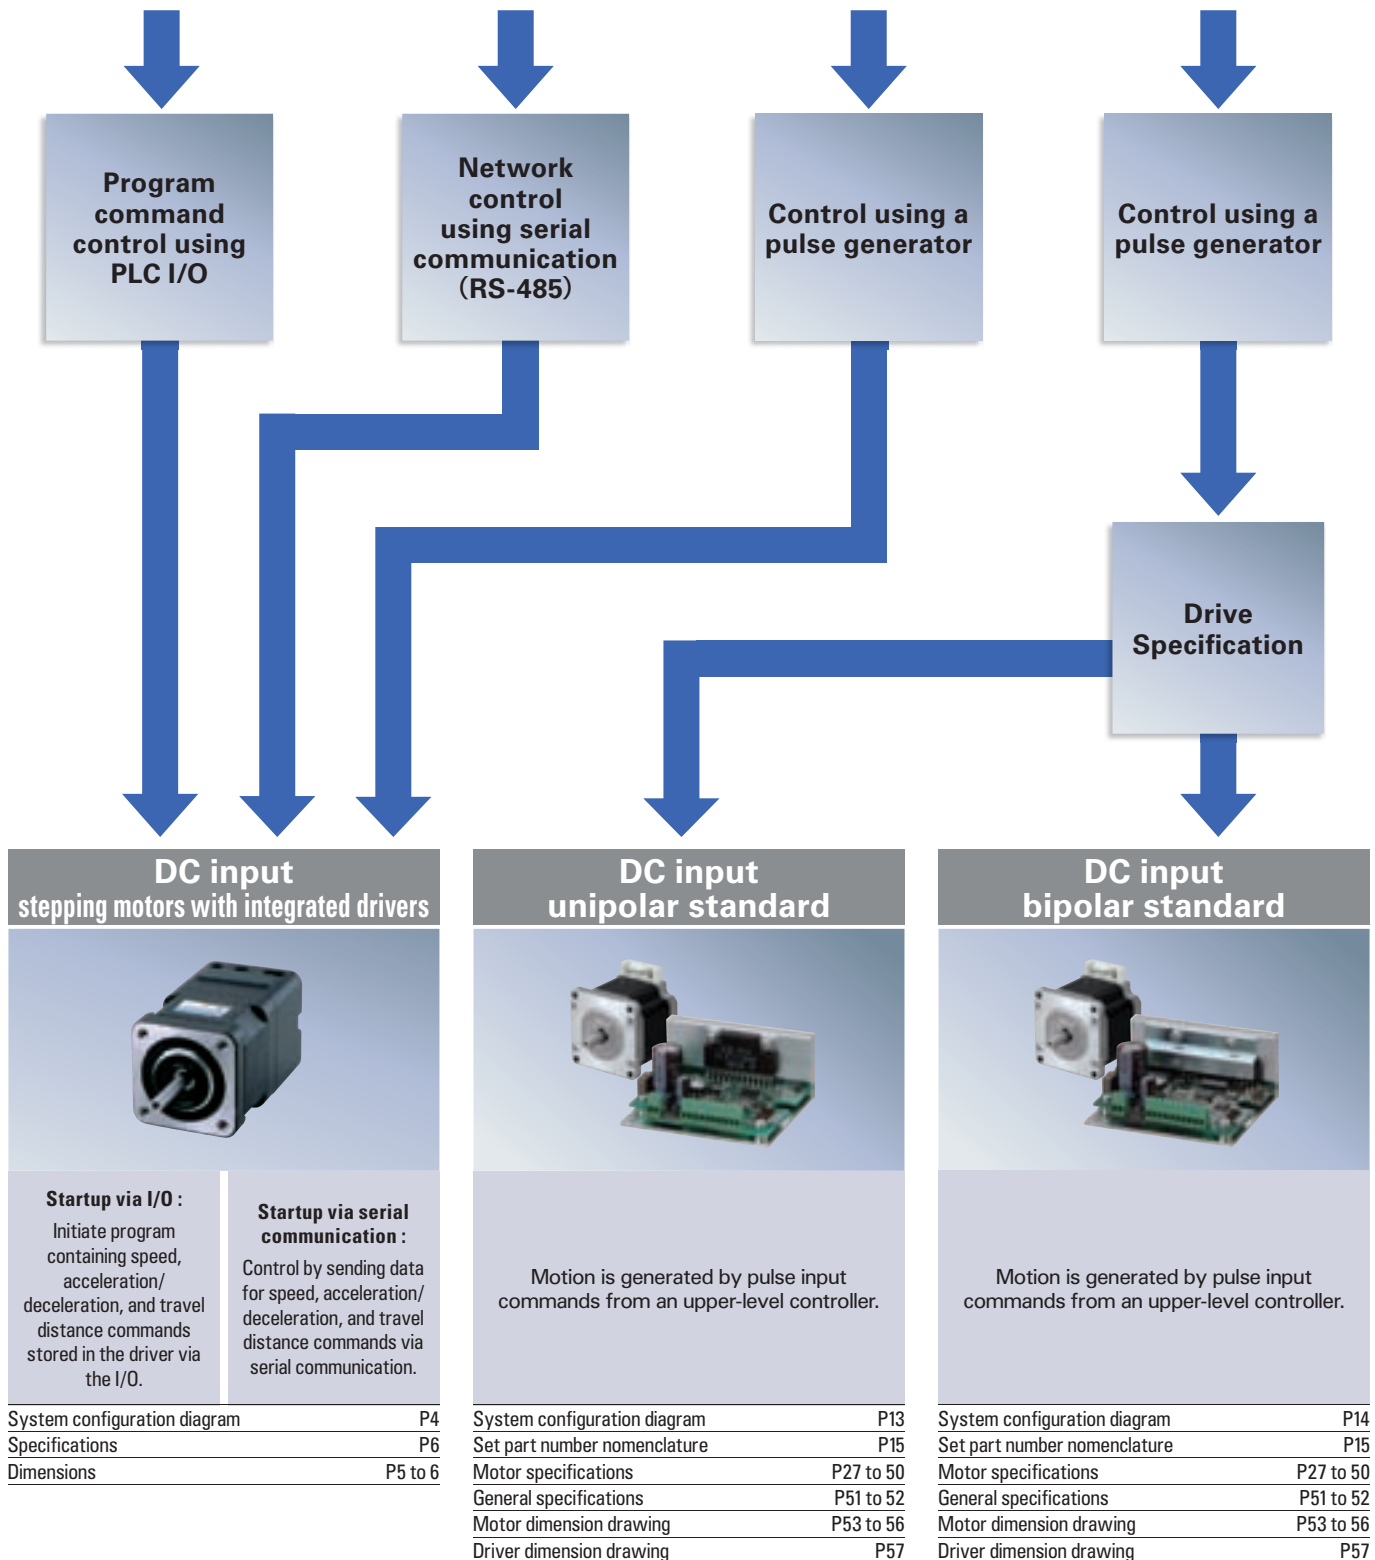 Program
command
control using
PLC I/O
Network
control
using serial
communication
（RS-485）
Control using a
pulse generator
Control using a
pulse generator
Drive
Specification
DC input
stepping motors with integrated drivers
Startup via I/O :
Initiate program
containing speed,
acceleration/
deceleration, and travel
distance commands
stored in the driver via
the I/O.
Startup via serial
communication :
Control by sending data
for speed, acceleration/
deceleration, and travel
distance commands via
serial communication.
System configuration diagram P4
Specifications P6
Dimensions P5 to 6
DC input
unipolar standard
Motion is generated by pulse input
commands from an upper-level controller.
System configuration diagram P13
Set part number nomenclature P15
Motor specifications P27 to 50
General specifications P51 to 52
Motor dimension drawing P53 to 56
Driver dimension drawing P57
DC input
bipolar standard
Motion is generated by pulse input
commands from an upper-level controller.
System configuration diagram P14
Set part number nomenclature P15
Motor specifications P27 to 50
General specifications P51 to 52
Motor dimension drawing P53 to 56
Driver dimension drawing P57